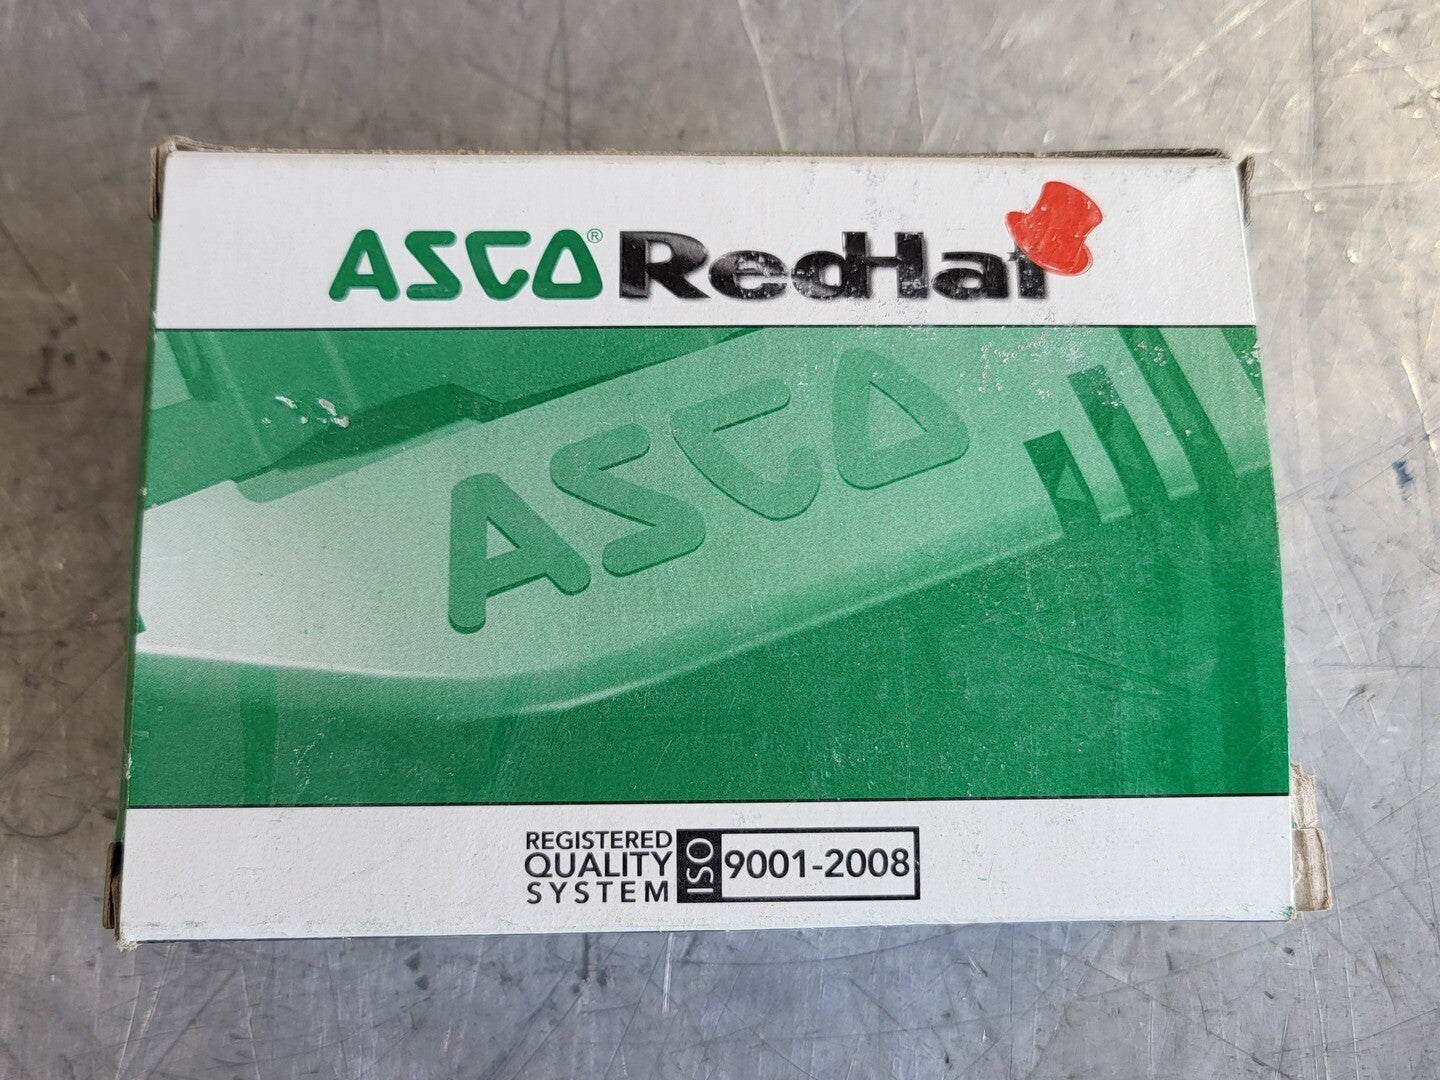 ASCO® RedHat
ASCO
REGISTERED
QUALITY
SYSTEM
ISO 9001-2008